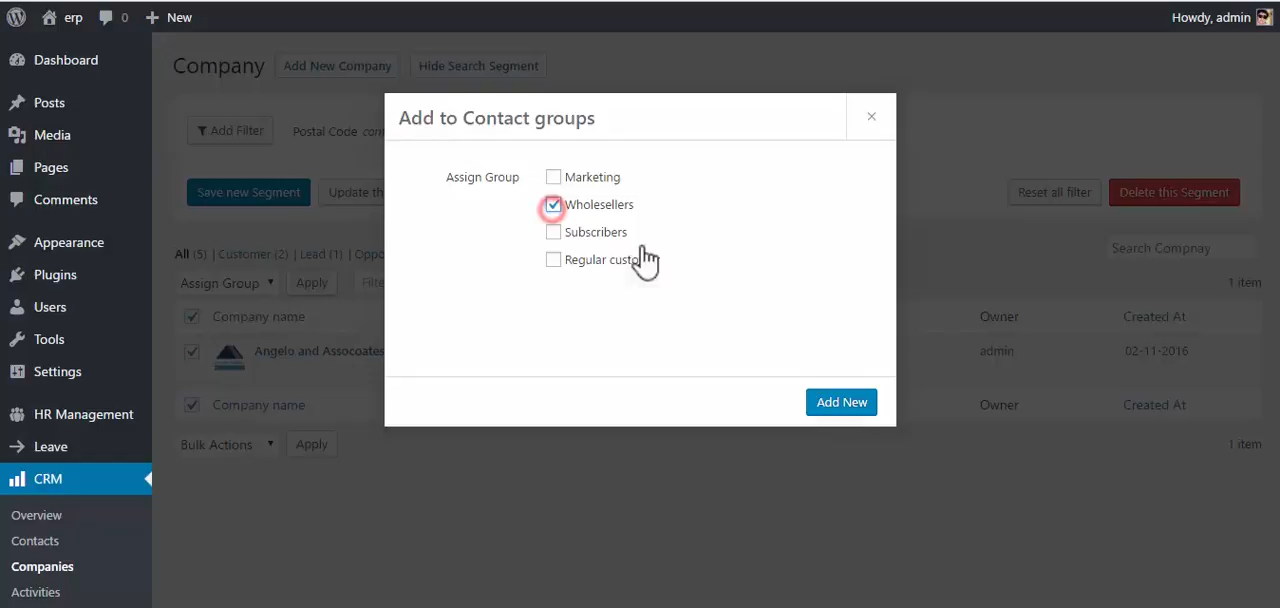 erp 0 New Howdy, admin
Dashboard
Posts
Media
Pages
Comments
Appearance
Plugins
Users
Tools
Settings
HR Management
Leave
CRM
Overview
Contacts
Companies
Activities
Company Add New Company Hide Search Segment
Add Filter Postal Code con
Save new Segment Update th Reset all filter Delete this Segment
All (5) | Customer (2) | Lead (1) | Oppo
Search Compnay
Assign Group Apply Filte 1 item
Company name Owner Created At
Angelo and Assocoates admin 02-11-2016
Company name Owner Created At
Bulk Actions Apply 1 item
Add to Contact groups ×
Assign Group Marketing
Wholesellers
Subscribers
Regular custo
Add New